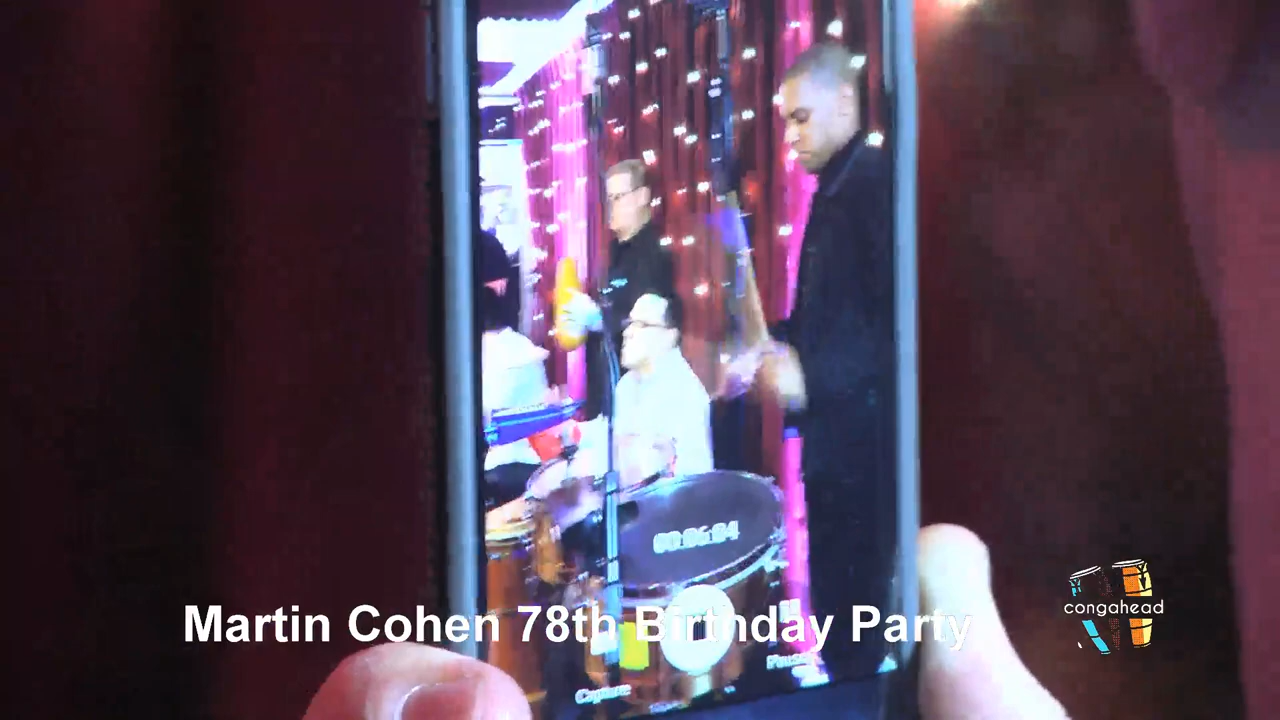 00:06:04
Martin Cohen 78th Birthday Party
congahead
Pause
Capture